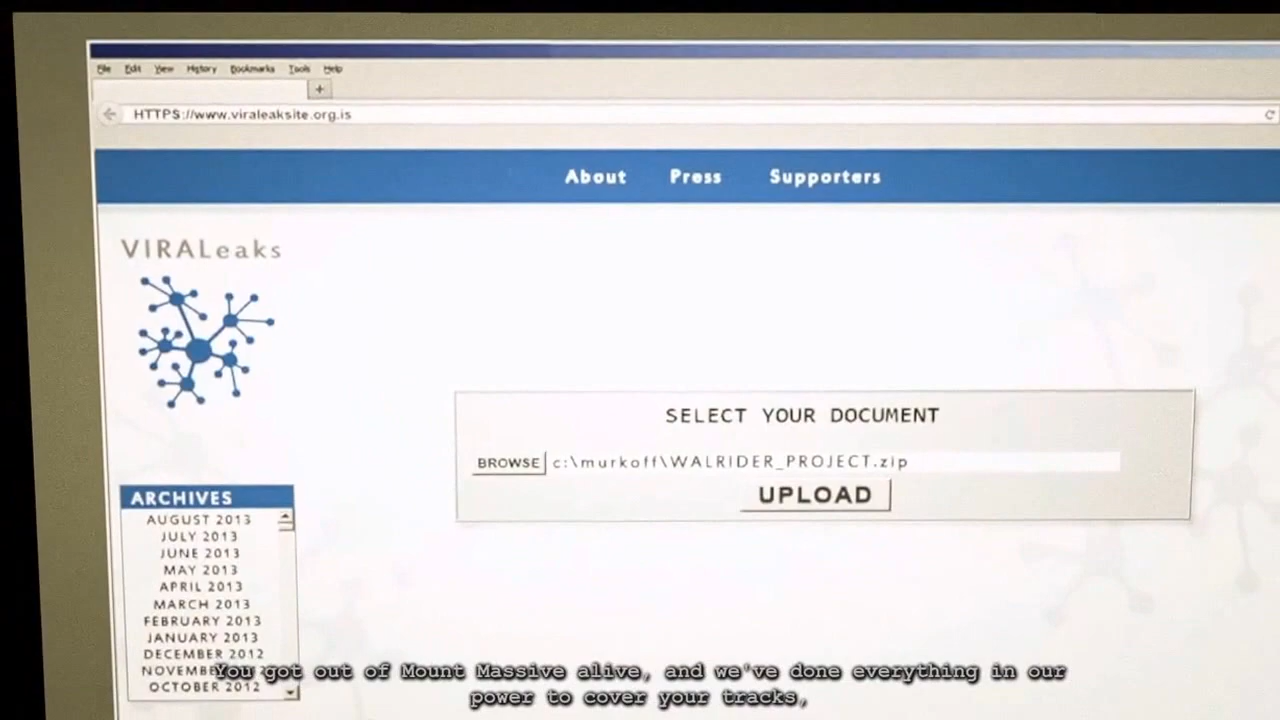 File Edit View History Bookmarks Tools Help
+
HTTPS://www.viraleaksite.org.is
About Press Supporters
VIRALeaks
SELECT YOUR DOCUMENT
BROWSE c:\murkoff\WALRIDER_PROJECT.zip
UPLOAD
ARCHIVES
AUGUST 2013
JULY 2013
JUNE 2013
MAY 2013
APRIL 2013
MARCH 2013
FEBRUARY 2013
JANUARY 2013
DECEMBER 2012
OCTOBER 2012
You got out of Mount Massive alive, and we've done everything in our
power to cover your tracks,